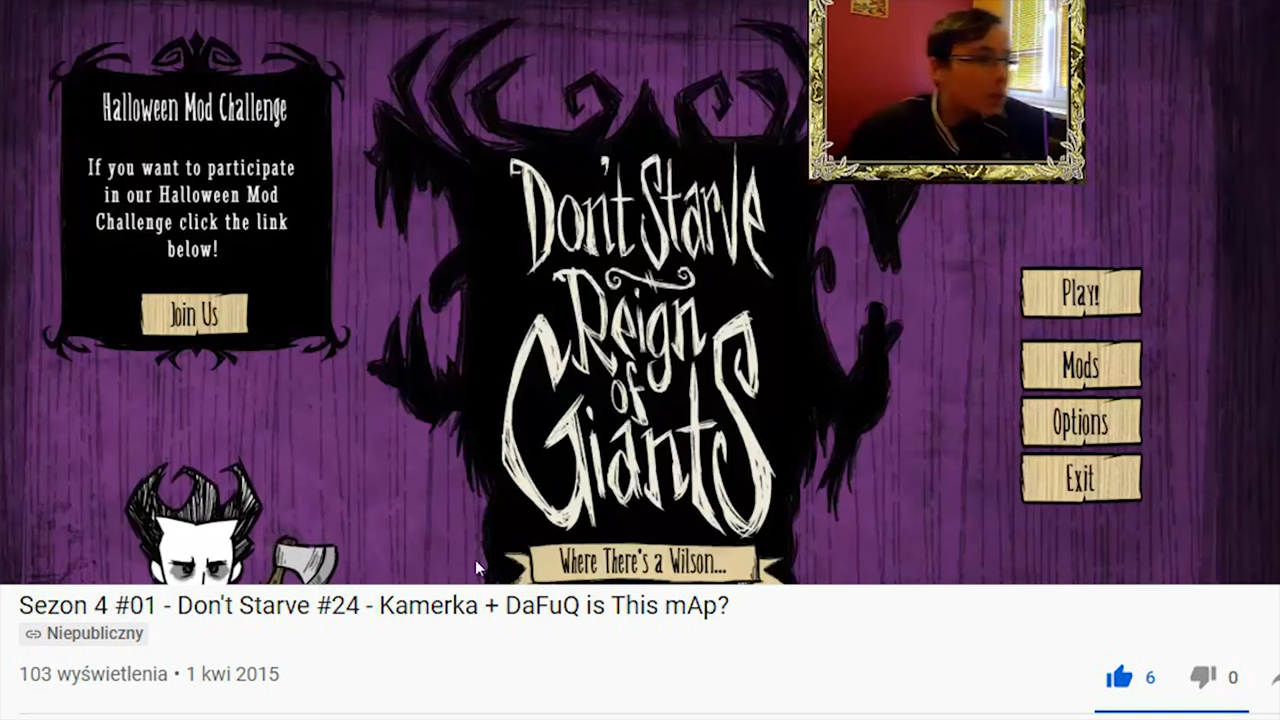 Halloween Mod Challenge
If you want to participate
in our Halloween Mod
Challenge click the link
below!
Join Us
Don't Starve
Reign
of
Giants
Where There's a Wilson...
Play!
Mods
Options
Exit
Sezon 4 #01 - Don't Starve #24 - Kamerka + DaFuQ is This mAp?
Niepubliczny
103 wyświetlenia • 1 kwi 2015
6
0